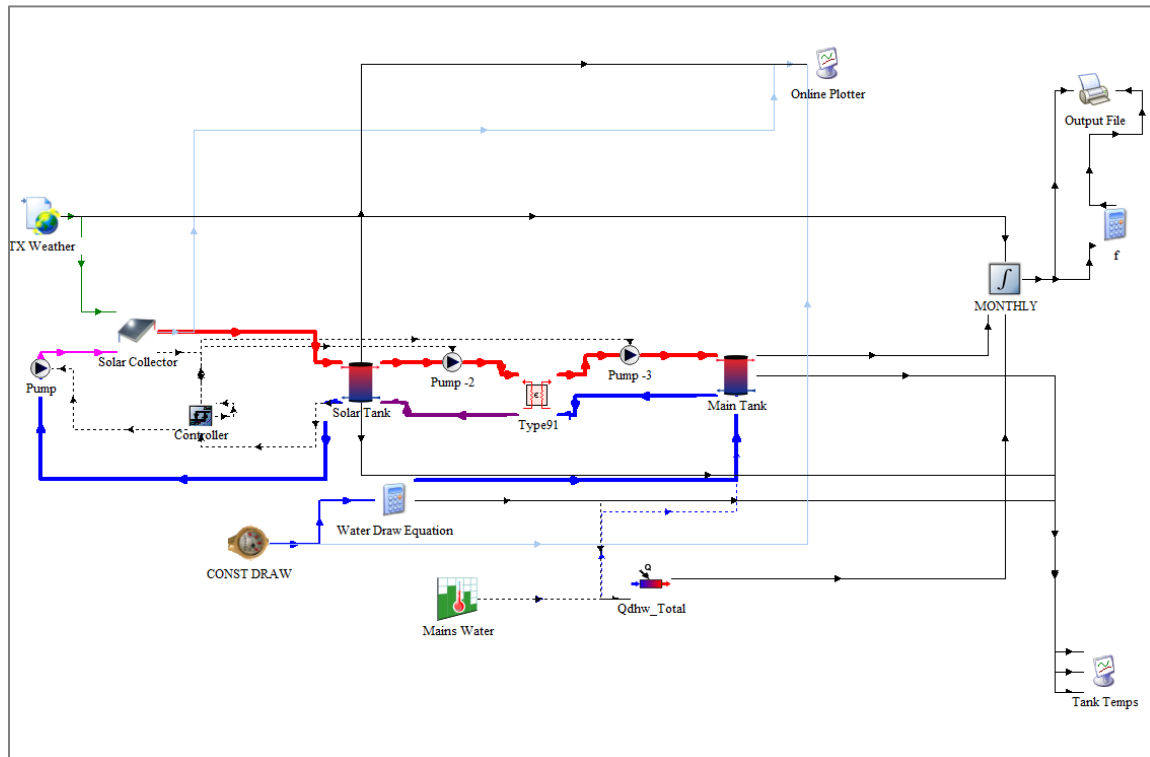 Online Plotter
Output File
TX Weather
f
MONTHLY
Solar Collector
Pump
Pump -2
Pump -3
ε
Solar Tank
Main Tank
Type91
Controller
Water Draw Equation
CONST DRAW
Q
Qdhw_Total
Mains Water
Tank Temps